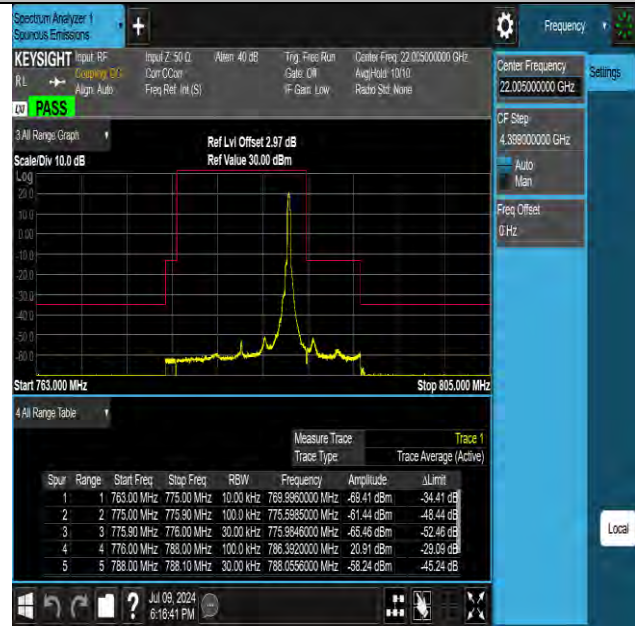 Spectrum Analyzer 1
Spurious Emissions
Frequency
KEYSIGHT Input: RF Input Z: 50 Ω Atten: 40 dB Trig: Free Run Center Freq: 22.005000000 GHz
RL Coupling: DC Corr CCorr Gate: Off Avg|Hold: 10/10
Align: Auto Freq Ref: Int (S) IF Gain: Low Radio Std: None
LXI PASS
Center Frequency
22.005000000 GHz
Settings
CF Step
4.399000000 GHz
Auto
Man
Freq Offset
0 Hz
3 All Range Graph
Ref Lvl Offset 2.97 dB
Scale/Div 10.0 dB Ref Value 30.00 dBm
Log
20.0
10.0
0.00
-10.0
-20.0
-30.0
-40.0
-50.0
-60.0
Start 763.000 MHz Stop 805.000 MHz
4 All Range Table
Measure Trace Trace 1
Trace Type Trace Average (Active)
Spur Range Start Freq Stop Freq RBW Frequency Amplitude ΔLimit
1 1 763.00 MHz 775.00 MHz 10.00 kHz 769.9960000 MHz -69.41 dBm -34.41 dB
2 2 775.00 MHz 775.90 MHz 100.0 kHz 775.5985000 MHz -61.44 dBm -48.44 dB
3 3 775.90 MHz 776.00 MHz 30.00 kHz 775.9846000 MHz -65.46 dBm -52.46 dB
4 4 776.00 MHz 788.00 MHz 100.0 kHz 786.3920000 MHz 20.91 dBm -29.09 dB
5 5 788.00 MHz 788.10 MHz 30.00 kHz 788.0556000 MHz -58.24 dBm -45.24 dB
Local
Jul 09, 2024
6:16:41 PM